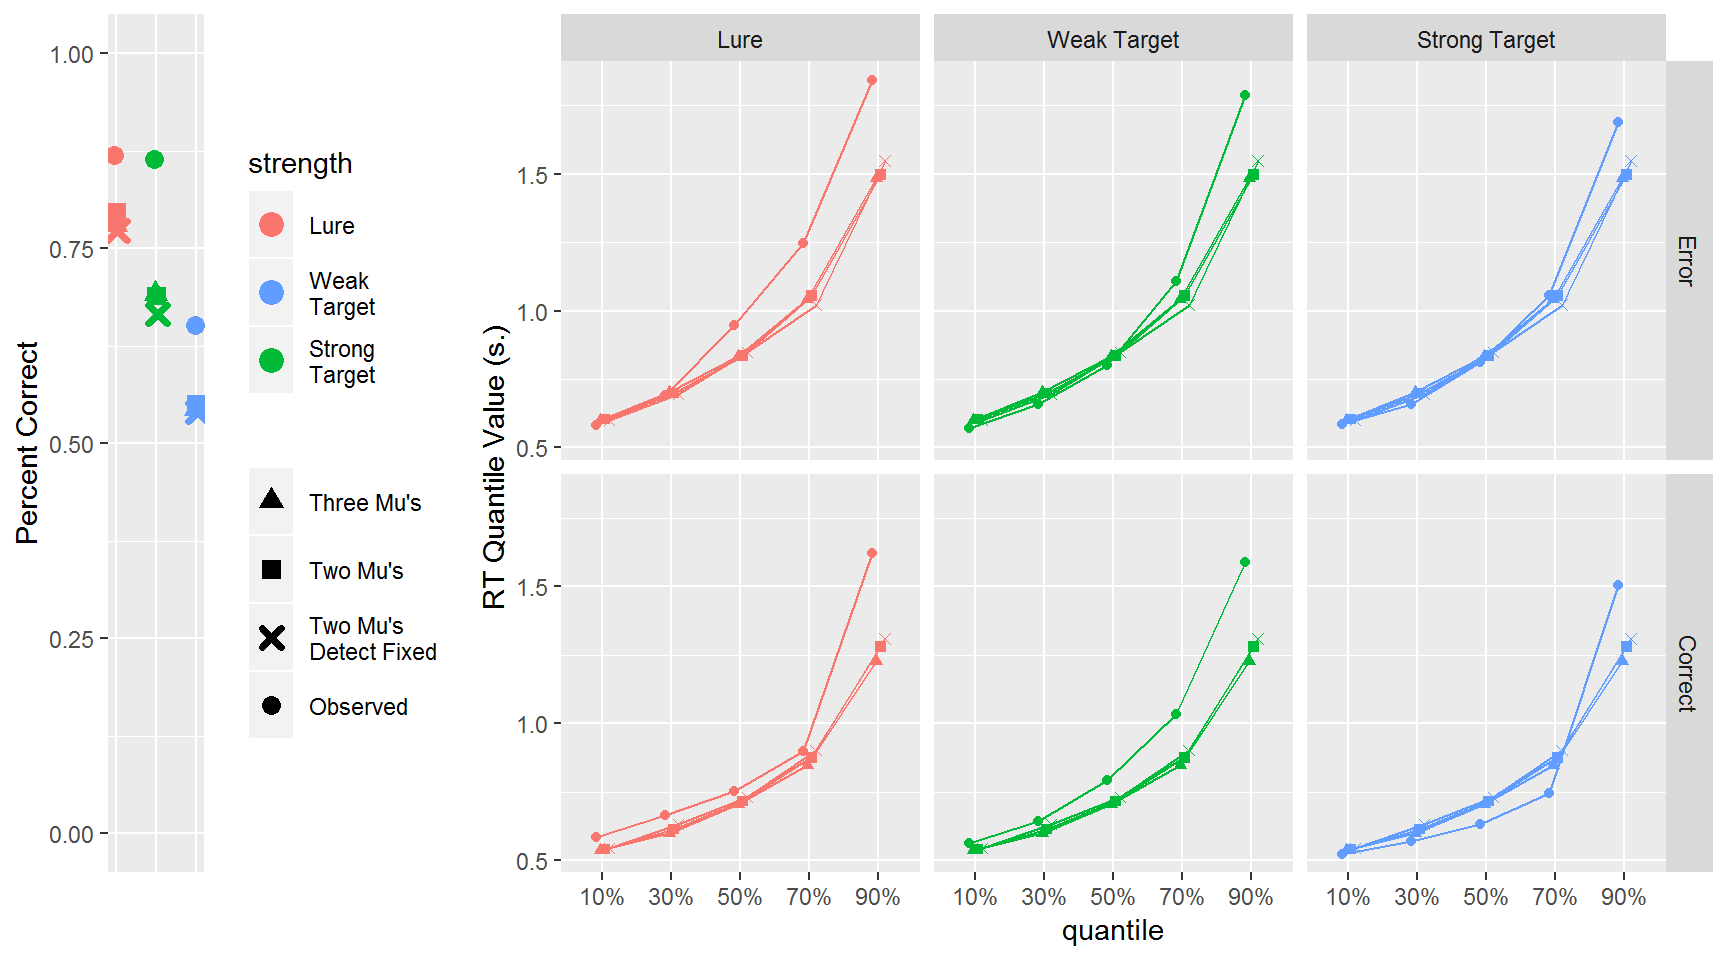 Percent Correct
1.00
0.75
0.50
0.25
0.00
strength
Lure
Weak
Target
Strong
Target
Three Mu's
Two Mu's
Two Mu's
Detect Fixed
Observed
RT Quantile Value (s.)
Lure
Weak Target
Strong Target
1.5
1.0
0.5
Error
1.5
1.0
0.5
Correct
10% 30% 50% 70% 90%
10% 30% 50% 70% 90%
10% 30% 50% 70% 90%
quantile